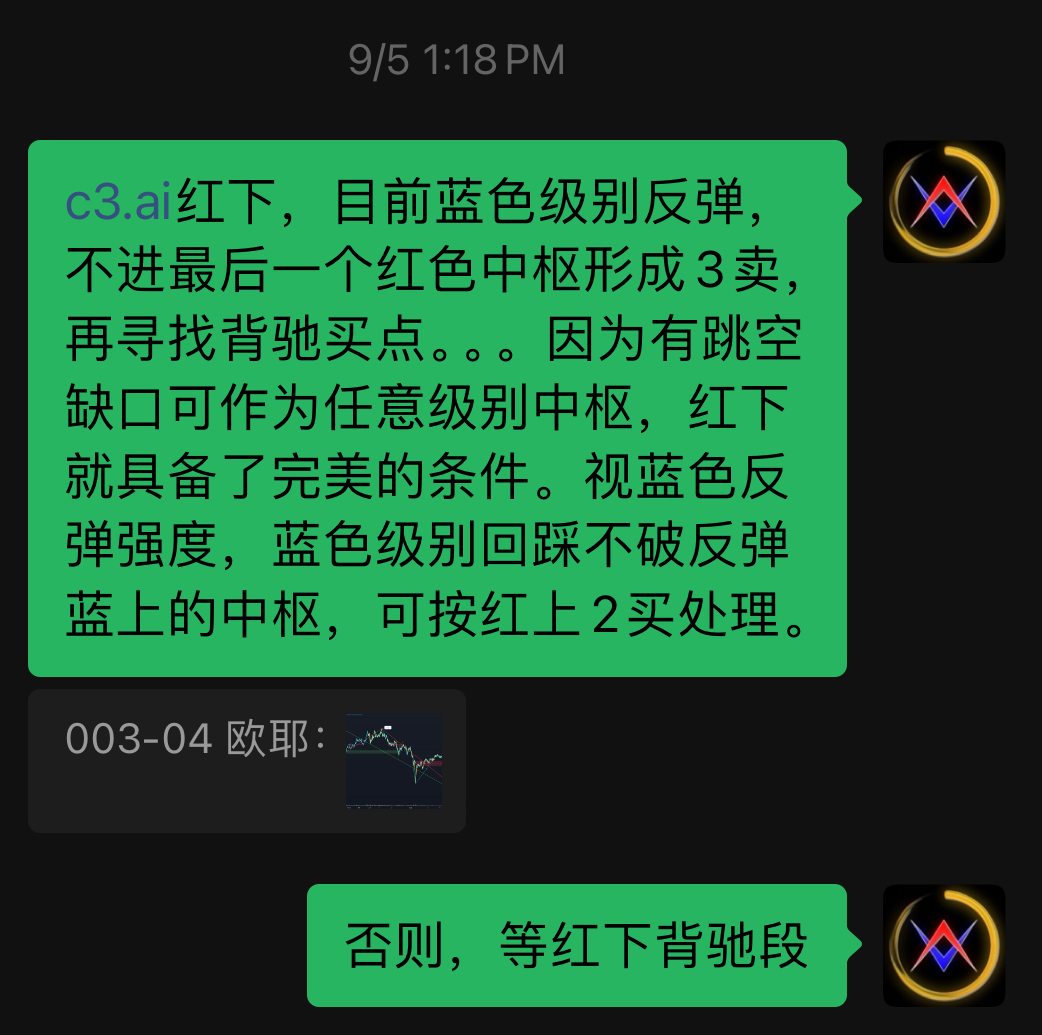 9/5 1:18 PM
c3.ai红下，目前蓝色级别反弹，
不进最后一个红色中枢形成3卖，
再寻找背驰买点。。。因为有跳空
缺口可作为任意级别中枢，红下
就具备了完美的条件。视蓝色反
弹强度，蓝色级别回踩不破反弹
蓝上的中枢，可按红上2买处理。
003-04 欧耶：
否则，等红下背驰段